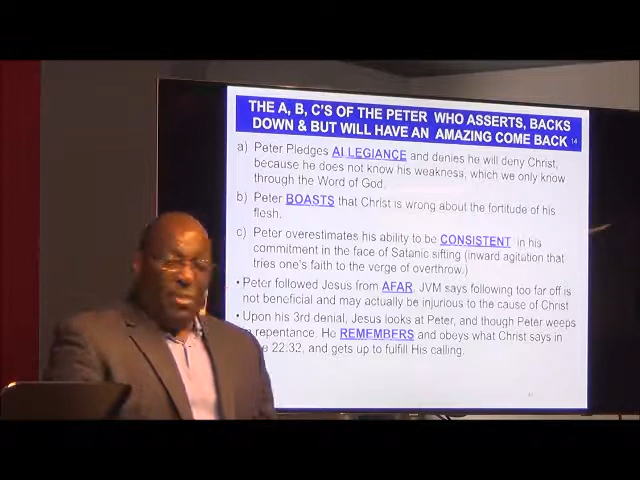 THE A, B, C'S OF THE PETER WHO ASSERTS, BACKS
DOWN & BUT WILL HAVE AN AMAZING COME BACK 14
a) Peter Pledges ALLEGIANCE and denies he will deny Christ,
because he does not know his weakness, which we only know
through the Word of God.
b) Peter BOASTS that Christ is wrong about the fortitude of his
flesh.
c) Peter overestimates his ability to be CONSISTENT in his
commitment in the face of Satanic sifting (inward agitation that
tries one's faith to the verge of overthrow.)
• Peter followed Jesus from AFAR. JVM says following too far off is
not beneficial and may actually be injurious to the cause of Christ
• Upon his 3rd denial, Jesus looks at Peter, and though Peter weeps
repentance. He REMEMBERS and obeys what Christ says in
22:32, and gets up to fulfill His calling.